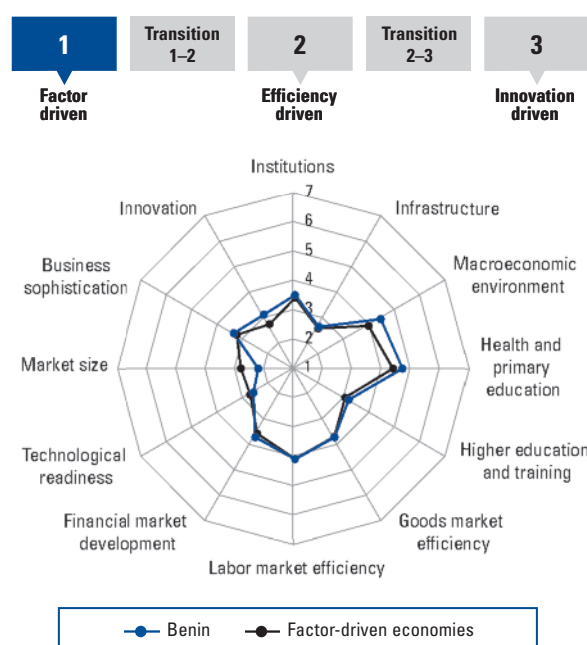 1
Transition
1–2
2
Transition
2–3
3
Factor
driven
Efficiency
driven
Innovation
driven
Institutions
7
Innovation
Infrastructure
6
5
Business
sophistication
Macroeconomic
environment
4
3
2
Market size
1
Health and
primary
education
Technological
readiness
Higher education
and training
Financial market
development
Goods market
efficiency
Labor market efficiency
Benin
Factor-driven economies